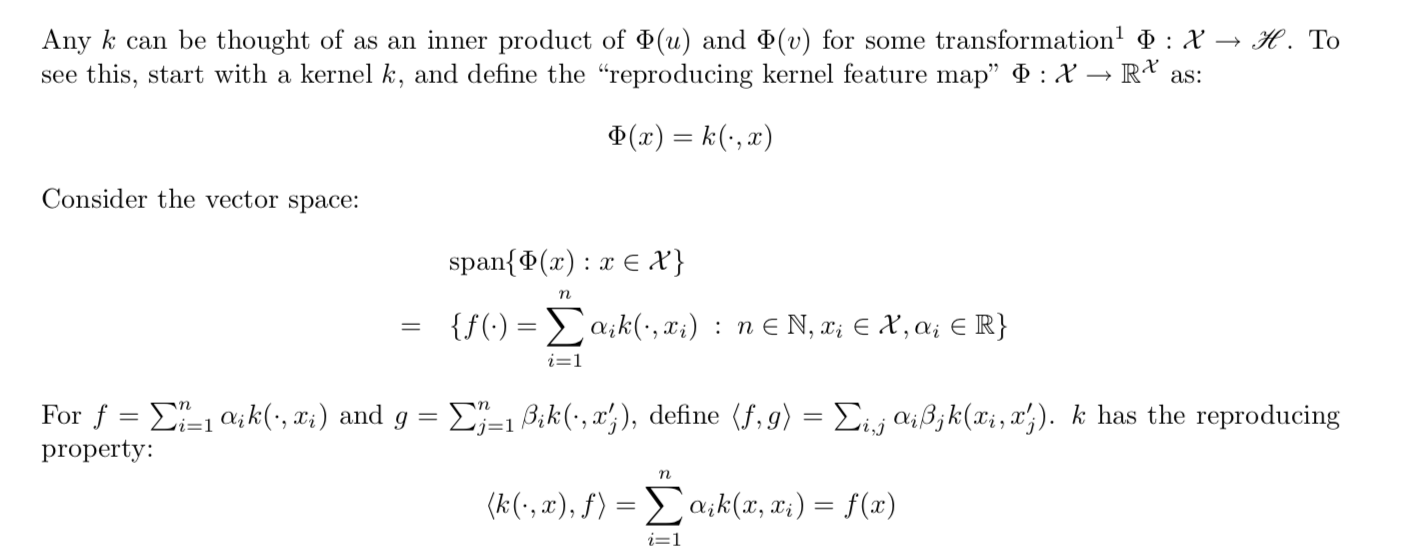 Any k can be thought of as an inner product of Φ(u) and Φ(v) for some transformation¹ Φ : 𝒳 → ℋ. To
see this, start with a kernel k, and define the “reproducing kernel feature map” Φ : 𝒳 → ℝ^𝒳 as:
Φ(x) = k(·, x)
Consider the vector space:
span{Φ(x) : x ∈ 𝒳}
= {f(·) = ∑_{i=1}^{n} α_i k(·, x_i) : n ∈ ℕ, x_i ∈ 𝒳, α_i ∈ ℝ}
For f = ∑_{i=1}^{n} α_i k(·, x_i) and g = ∑_{j=1}^{n} β_i k(·, x′_j), define ⟨f, g⟩ = ∑_{i,j} α_i β_j k(x_i, x′_j). k has the reproducing
property:
⟨k(·, x), f⟩ = ∑_{i=1}^{n} α_i k(x, x_i) = f(x)